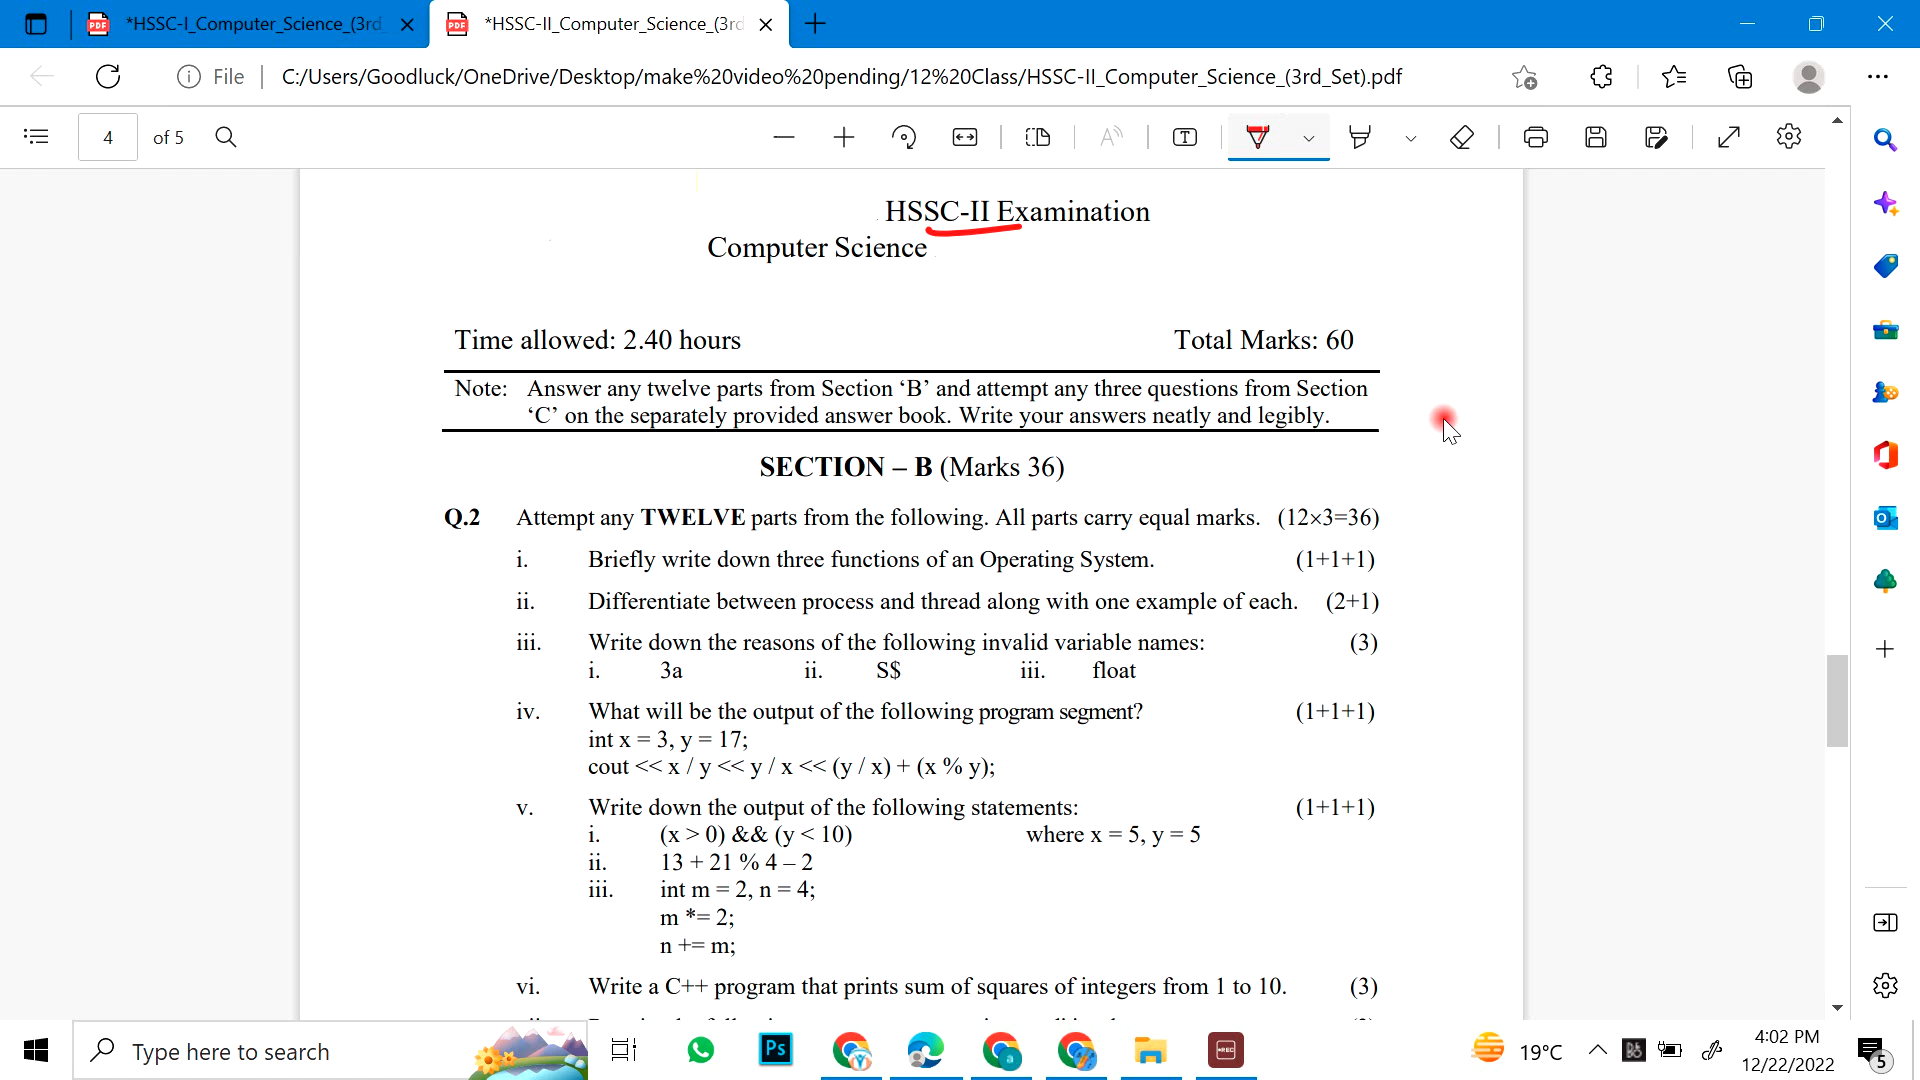 *HSSC-I_Computer_Science_(3rd
*HSSC-II_Computer_Science_(3rd
File
C:/Users/Goodluck/OneDrive/Desktop/make%20video%20pending/12%20Class/HSSC-II_Computer_Science_(3rd_Set).pdf
4 of 5
HSSC-II Examination
Computer Science
Time allowed: 2.40 hours Total Marks: 60
Note: Answer any twelve parts from Section ‘B’ and attempt any three questions from Section
‘C’ on the separately provided answer book. Write your answers neatly and legibly.
SECTION – B (Marks 36)
Q.2 Attempt any TWELVE parts from the following. All parts carry equal marks. (12×3=36)
i. Briefly write down three functions of an Operating System. (1+1+1)
ii. Differentiate between process and thread along with one example of each. (2+1)
iii. Write down the reasons of the following invalid variable names: (3)
i. 3a ii. S$ iii. float
iv. What will be the output of the following program segment? (1+1+1)
int x = 3, y = 17;
cout << x / y << y / x << (y / x) + (x % y);
v. Write down the output of the following statements: (1+1+1)
i. (x > 0) && (y < 10) where x = 5, y = 5
ii. 13 + 21 % 4 – 2
iii. int m = 2, n = 4;
m *= 2;
n += m;
vi. Write a C++ program that prints sum of squares of integers from 1 to 10. (3)
Type here to search
Ps
REC
19°C
4:02 PM
12/22/2022
5